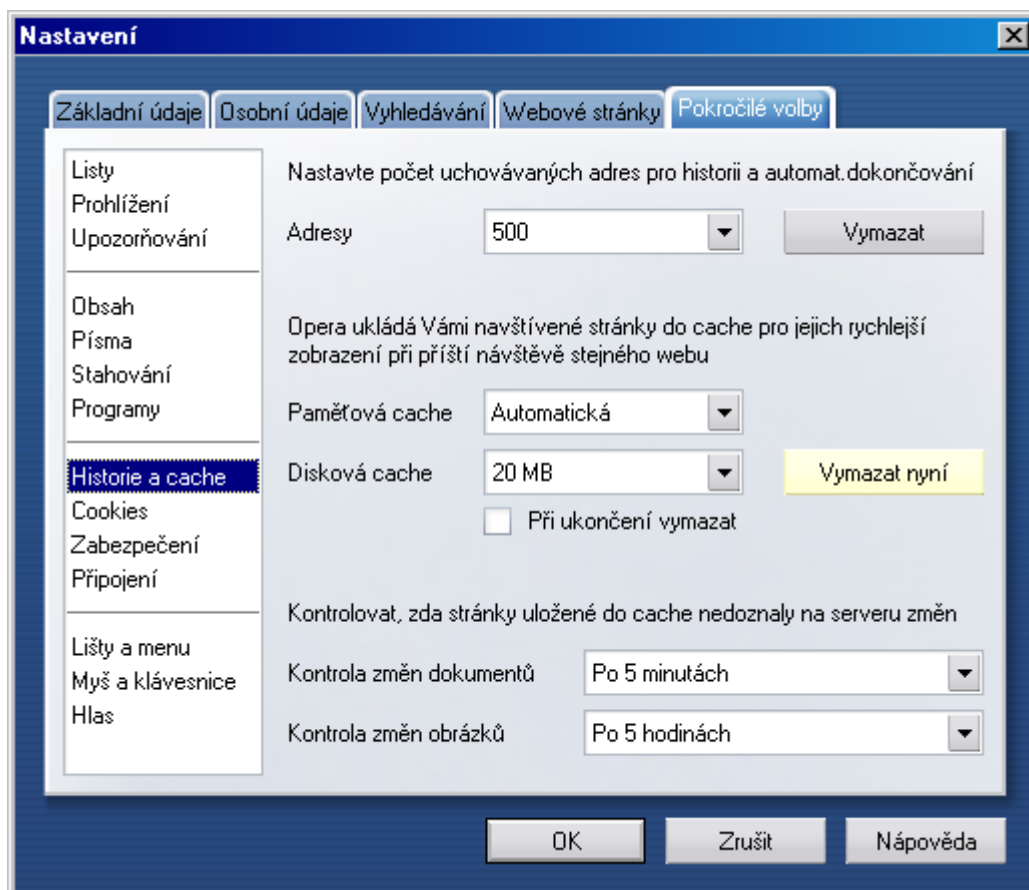 Nastavení
Základní údaje Osobní údaje Vyhledávání Webové stránky Pokročilé volby
Listy
Prohlížení
Upozorňování
Obsah
Písma
Stahování
Programy
Historie a cache
Cookies
Zabezpečení
Připojení
Lišty a menu
Myš a klávesnice
Hlas
Nastavte počet uchovávaných adres pro historii a automat.dokončování
Adresy 500 Vymazat
Opera ukládá Vámi navštívené stránky do cache pro jejich rychlejší
zobrazení při příští návštěvě stejného webu
Paměťová cache Automatická
Disková cache 20 MB Vymazat nyní
Při ukončení vymazat
Kontrolovat, zda stránky uložené do cache nedoznaly na serveru změn
Kontrola změn dokumentů Po 5 minutách
Kontrola změn obrázků Po 5 hodinách
OK Zrušit Nápověda